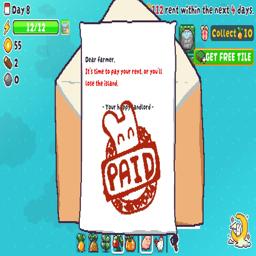 Day 8
112 rent within the next 4 days.
12/12
55
2
0
Collect 10
GET FREE TILE
Dear farmer,
It's time to pay your rent, or you'll
lose the island.
- Your happy landlord -
PAID